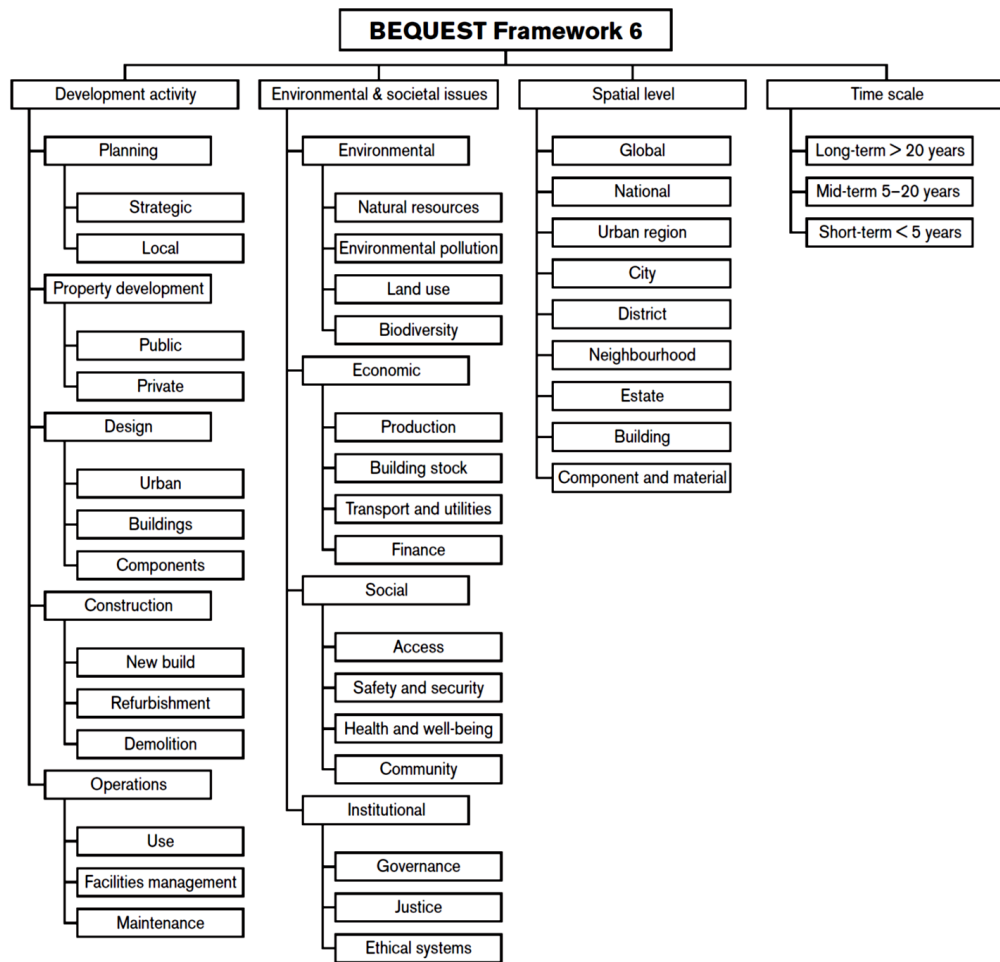 BEQUEST Framework 6
Development activity
Planning
Strategic
Local
Property development
Public
Private
Design
Urban
Buildings
Components
Construction
New build
Refurbishment
Demolition
Operations
Use
Facilities management
Maintenance
Environmental & societal issues
Environmental
Natural resources
Environmental pollution
Land use
Biodiversity
Economic
Production
Building stock
Transport and utilities
Finance
Social
Access
Safety and security
Health and well-being
Community
Institutional
Governance
Justice
Ethical systems
Spatial level
Global
National
Urban region
City
District
Neighbourhood
Estate
Building
Component and material
Time scale
Long-term > 20 years
Mid-term 5–20 years
Short-term < 5 years